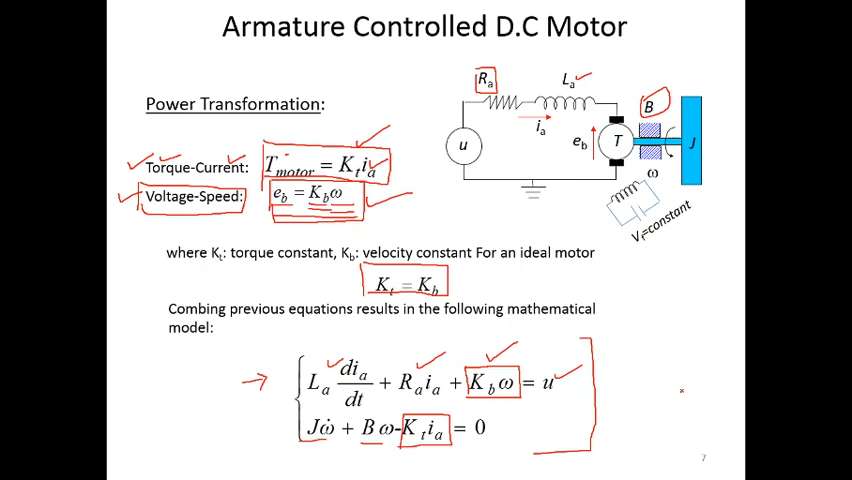 Armature Controlled D.C Motor
Power Transformation:
Torque-Current: T_motor = K_t i_a
Voltage-Speed: e_b = K_b ω
R_a
L_a
B
u
i_a
e_b
T
J
ω
V_f=constant
where K_t: torque constant, K_b: velocity constant For an ideal motor
K_t = K_b
Combing previous equations results in the following mathematical
model:
L_a di_a/dt + R_a i_a + K_b ω = u
Jω̇ + B ω-K_t i_a = 0
7